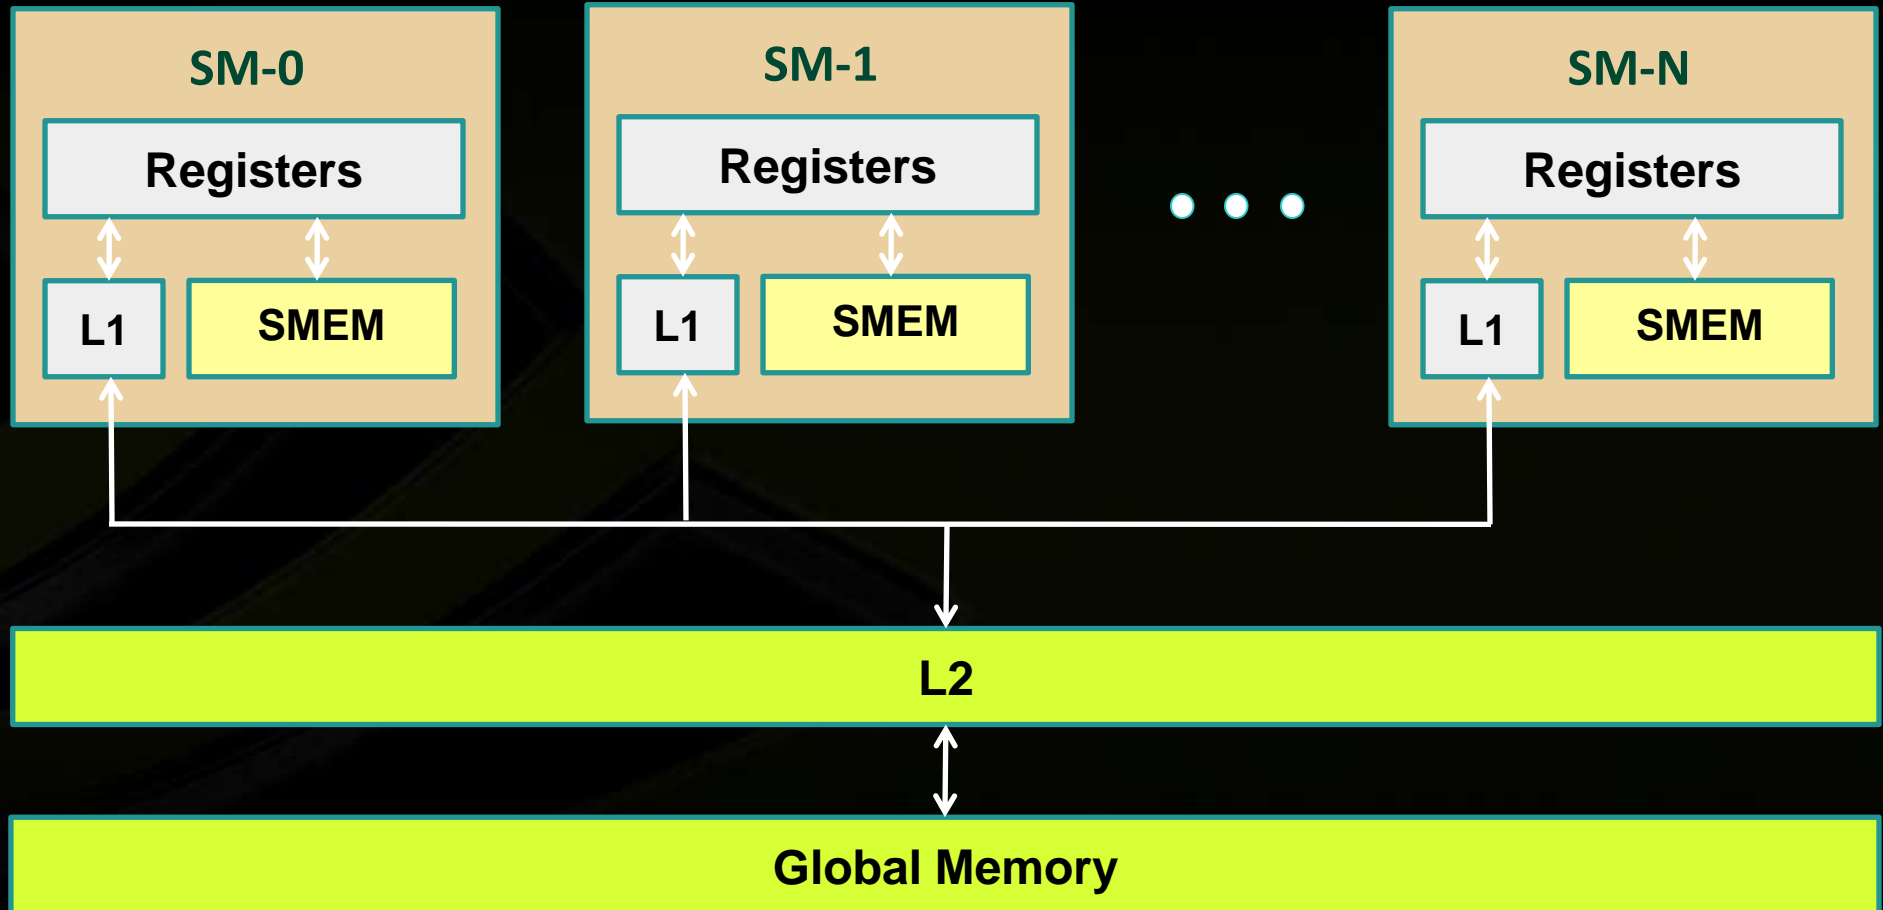 SM-0
SM-1
SM-N
Registers
Registers
Registers
L1
SMEM
L1
SMEM
L1
SMEM
L2
Global Memory